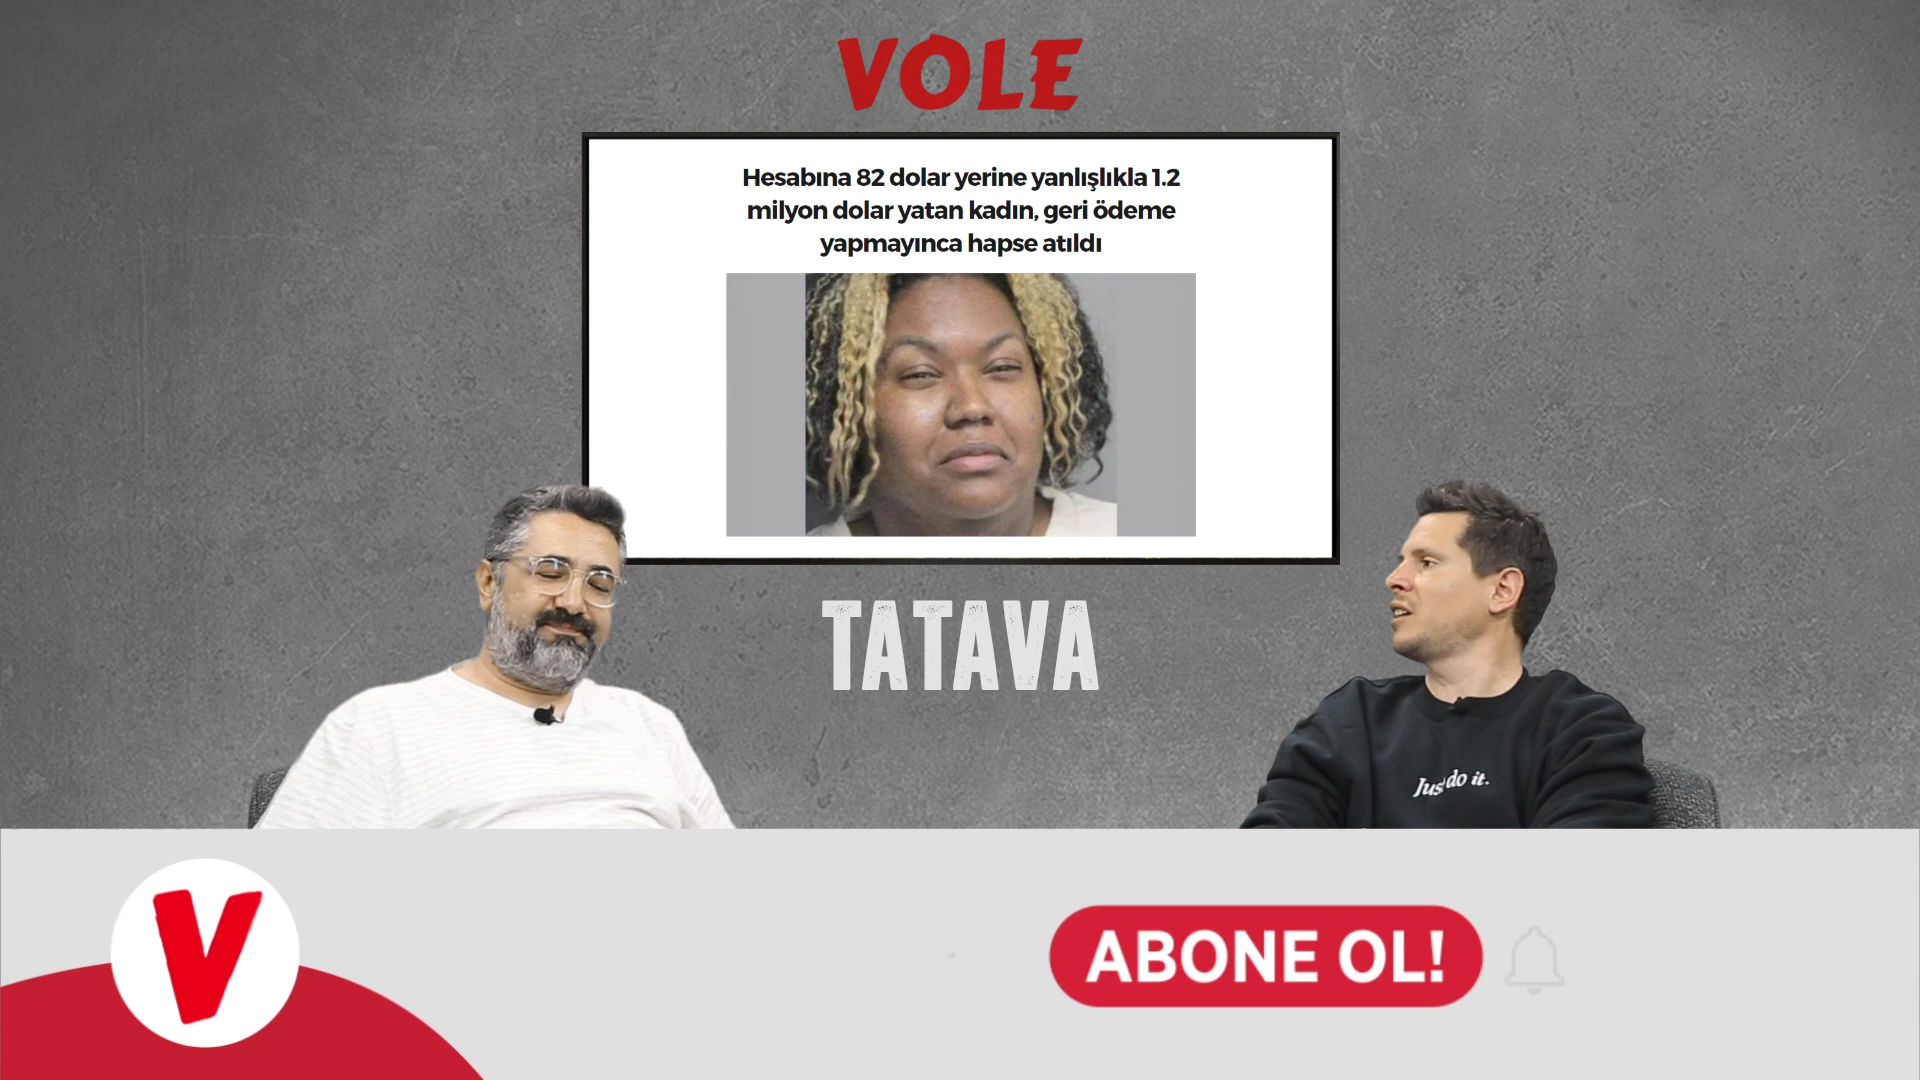 VOLE
Hesabına 82 dolar yerine yanlışlıkla 1.2
milyon dolar yatan kadın, geri ödeme
yapmayınca hapse atıldı
TATAVA
Just do it.
V
ABONE OL!